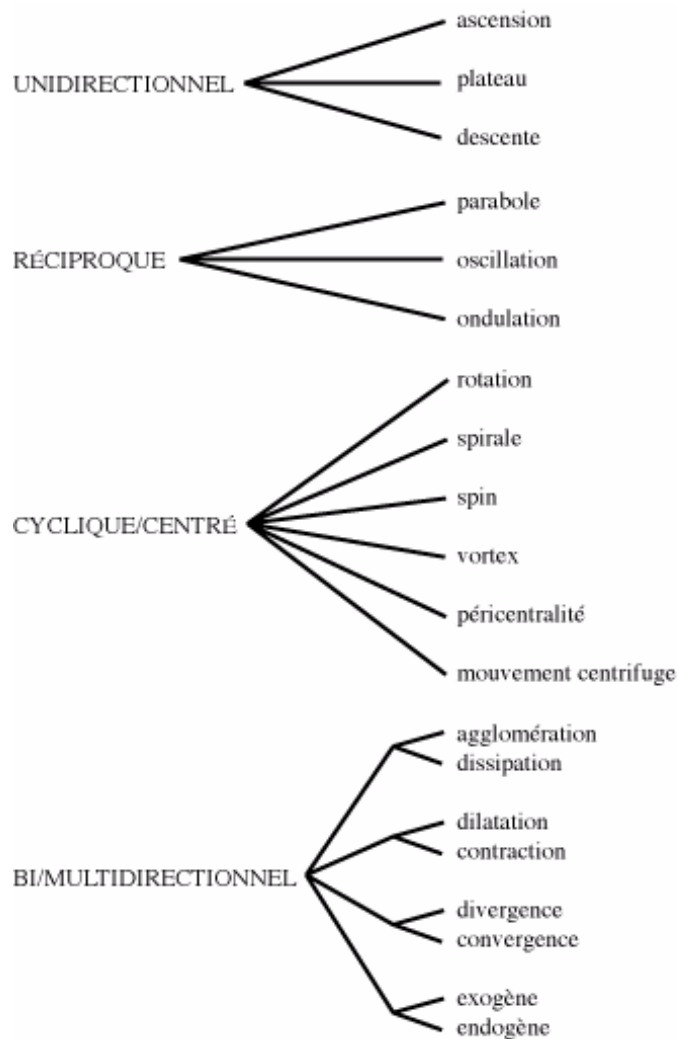 ascension
UNIDIRECTIONNEL
plateau
descente
parabole
RÉCIPROQUE
oscillation
ondulation
rotation
spirale
spin
CYCLIQUE/CENTRÉ
vortex
péricentralité
mouvement centrifuge
agglomération
dissipation
dilatation
contraction
BI/MULTIDIRECTIONNEL
divergence
convergence
exogène
endogène